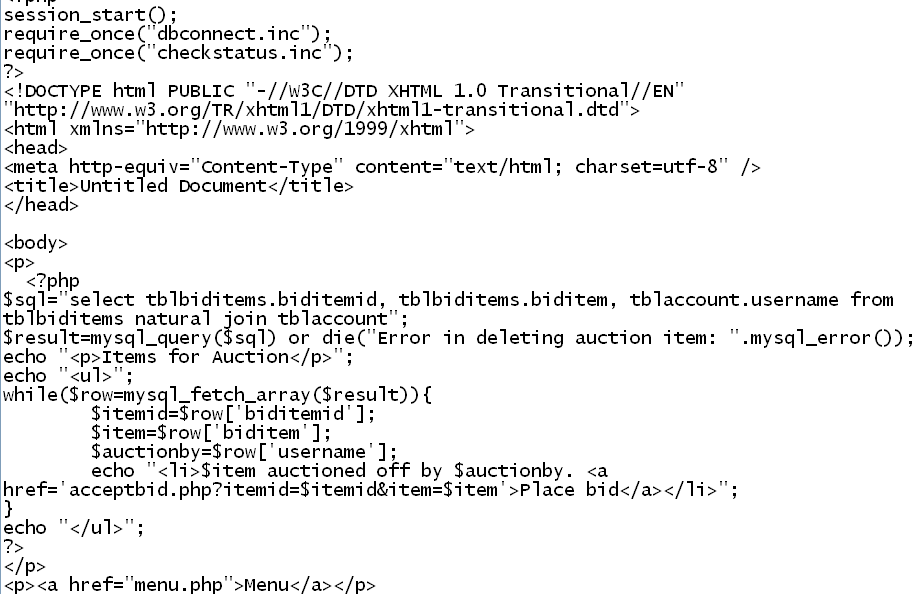 <?php
session_start();
require_once("dbconnect.inc");
require_once("checkstatus.inc");
?>
<!DOCTYPE html PUBLIC "-//W3C//DTD XHTML 1.0 Transitional//EN"
"http://www.w3.org/TR/xhtml1/DTD/xhtml1-transitional.dtd">
<html xmlns="http://www.w3.org/1999/xhtml">
<head>
<meta http-equiv="Content-Type" content="text/html; charset=utf-8" />
<title>Untitled Document</title>
</head>

<body>
<p>
  <?php
$sql="select tblbiditems.biditemid, tblbiditems.biditem, tblaccount.username from
tblbiditems natural join tblaccount";
$result=mysql_query($sql) or die("Error in deleting auction item: ".mysql_error());
echo "<p>Items for Auction</p>";
echo "<ul>";
while($row=mysql_fetch_array($result)){
        $itemid=$row['biditemid'];
        $item=$row['biditem'];
        $auctionby=$row['username'];
        echo "<li>$item auctioned off by $auctionby. <a
href='acceptbid.php?itemid=$itemid&item=$item'>Place bid</a></li>";
}
echo "</ul>";
?>
</p>
<p><a href="menu.php">Menu</a></p>